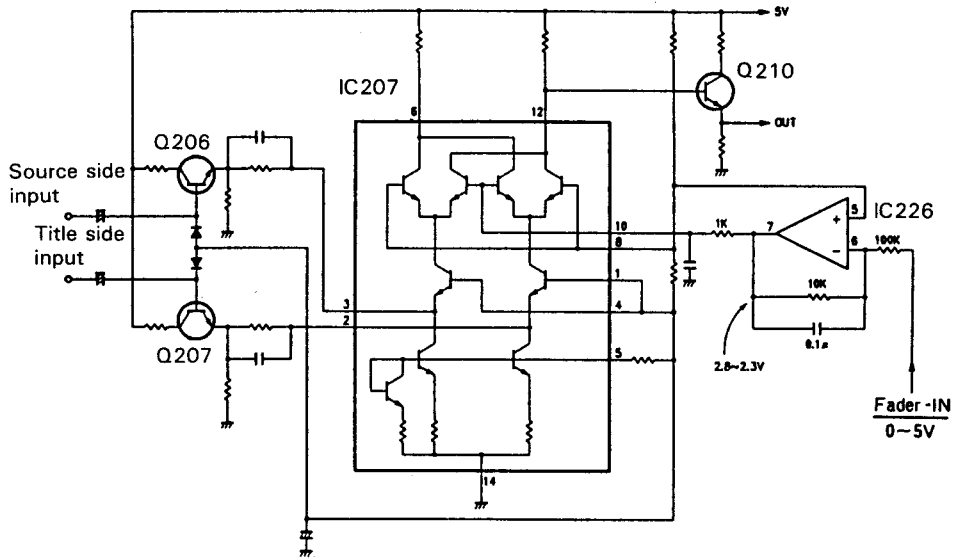 5V
Q210
IC207
6
12
OUT
Q206
Source side
input
Title side
input
5
IC226
10
1K
7
+
-
6
100K
8
1
10K
3
4
2
Q207
5
0.1μ
2.8~2.3V
Fader-IN
0~5V
14